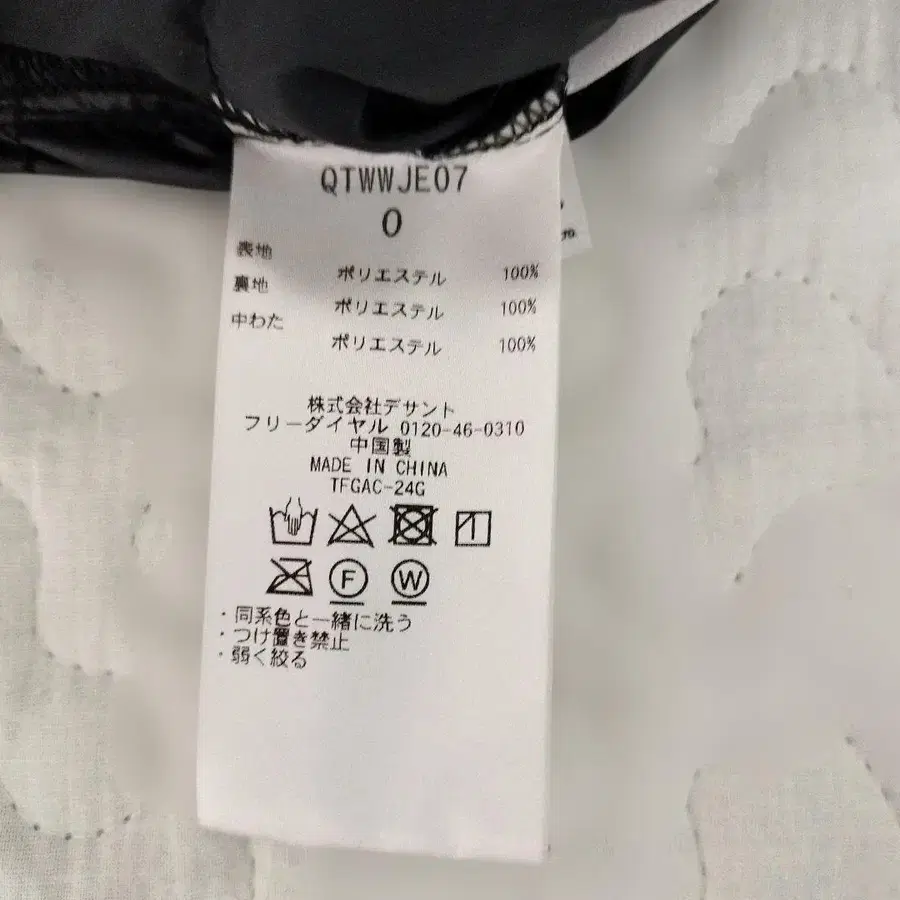 QTWWJE07
0
表地 ポリエステル 100%
裏地 ポリエステル 100%
中わた ポリエステル 100%
株式会社デサント
フリーダイヤル 0120-46-0310
中国製
MADE IN CHINA
TFGAC-24G
F W
・同系色と一緒に洗う
・つけ置き禁止
・弱く絞る